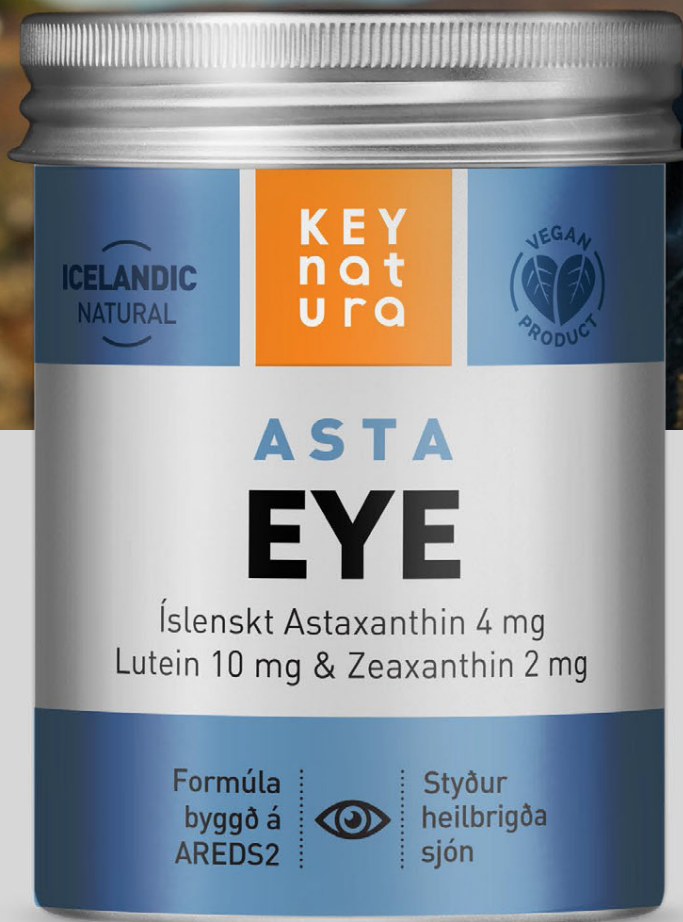 ICELANDIC
NATURAL
KEY
nat
ura
VEGAN
PRODUCT
ASTA
EYE
Íslenskt Astaxanthin 4 mg
Lutein 10 mg & Zeaxanthin 2 mg
Formúla
byggð á
AREDS2
Styður
heilbrigða
sjón